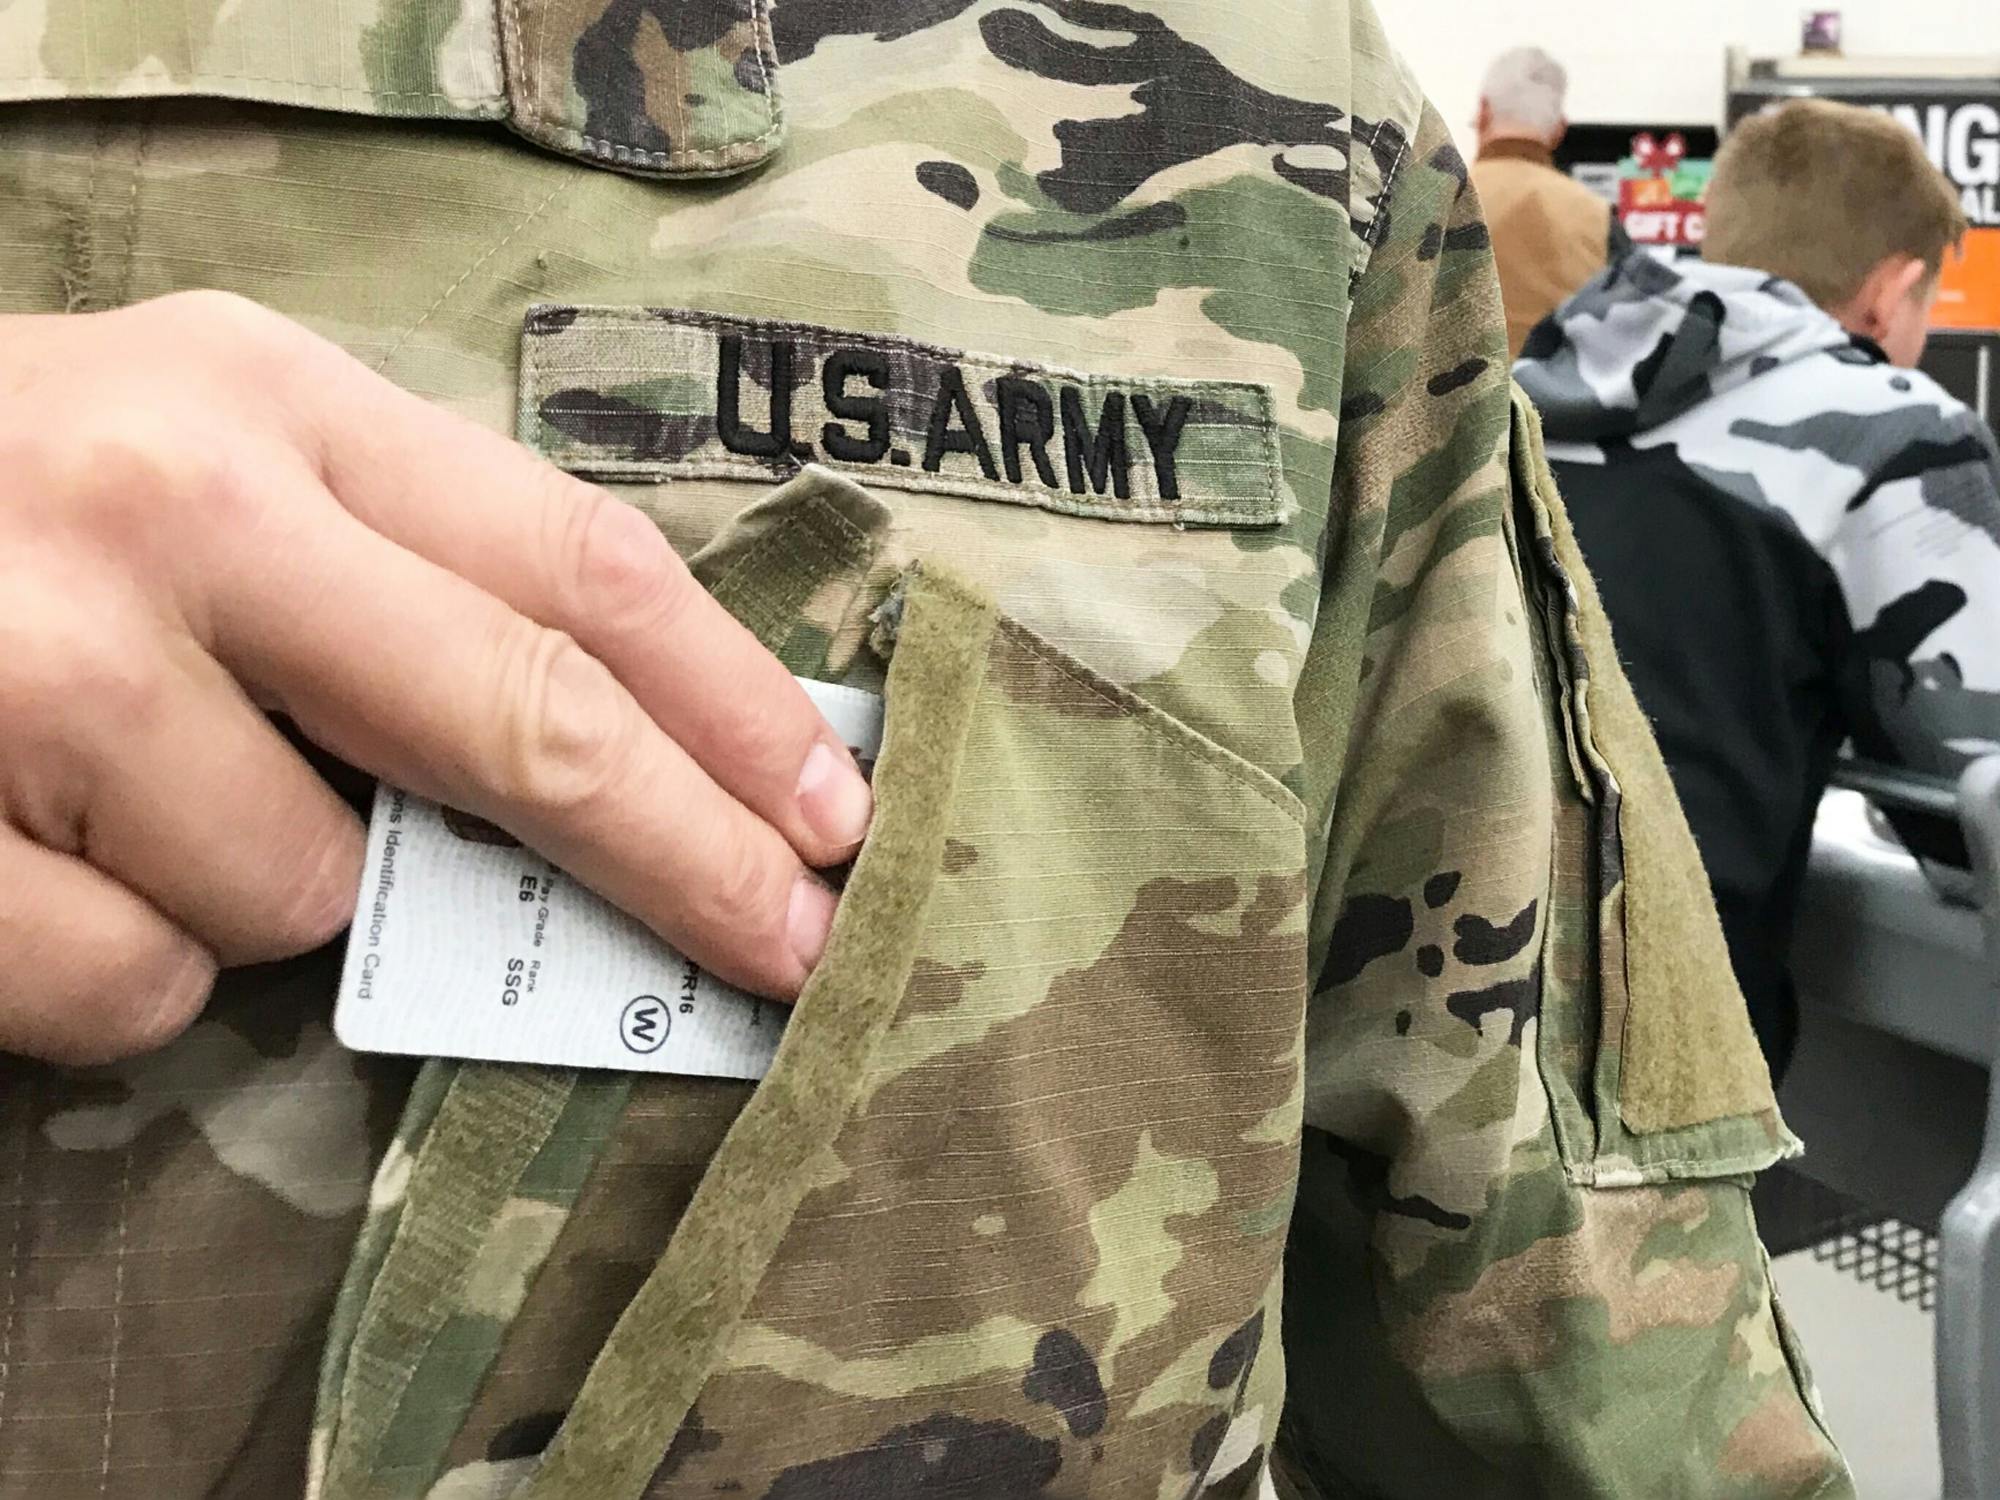 U.S. ARMY
ons Identification Card
Pay Grade Rank
E6 SSG
PR16
W
GIFT C
NG
AL